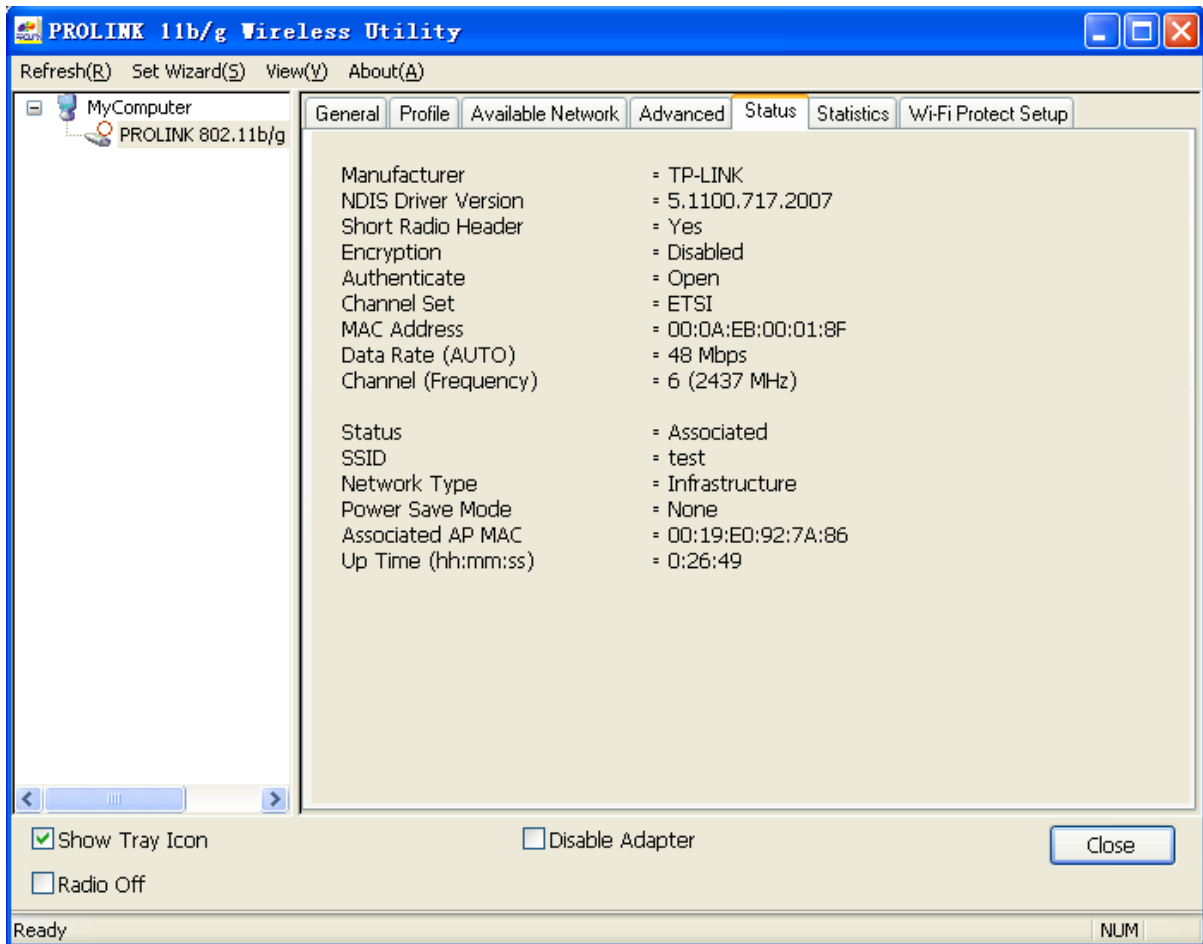 PROLINK 11b/g Wireless Utility
Refresh(R) Set Wizard(S) View(V) About(A)
MyComputer
PROLINK 802.11b/g
General Profile Available Network Advanced Status Statistics Wi-Fi Protect Setup
Manufacturer = TP-LINK
NDIS Driver Version = 5.1100.717.2007
Short Radio Header = Yes
Encryption = Disabled
Authenticate = Open
Channel Set = ETSI
MAC Address = 00:0A:EB:00:01:8F
Data Rate (AUTO) = 48 Mbps
Channel (Frequency) = 6 (2437 MHz)
Status = Associated
SSID = test
Network Type = Infrastructure
Power Save Mode = None
Associated AP MAC = 00:19:E0:92:7A:86
Up Time (hh:mm:ss) = 0:26:49
Show Tray Icon Disable Adapter Close
Radio Off
Ready NUM